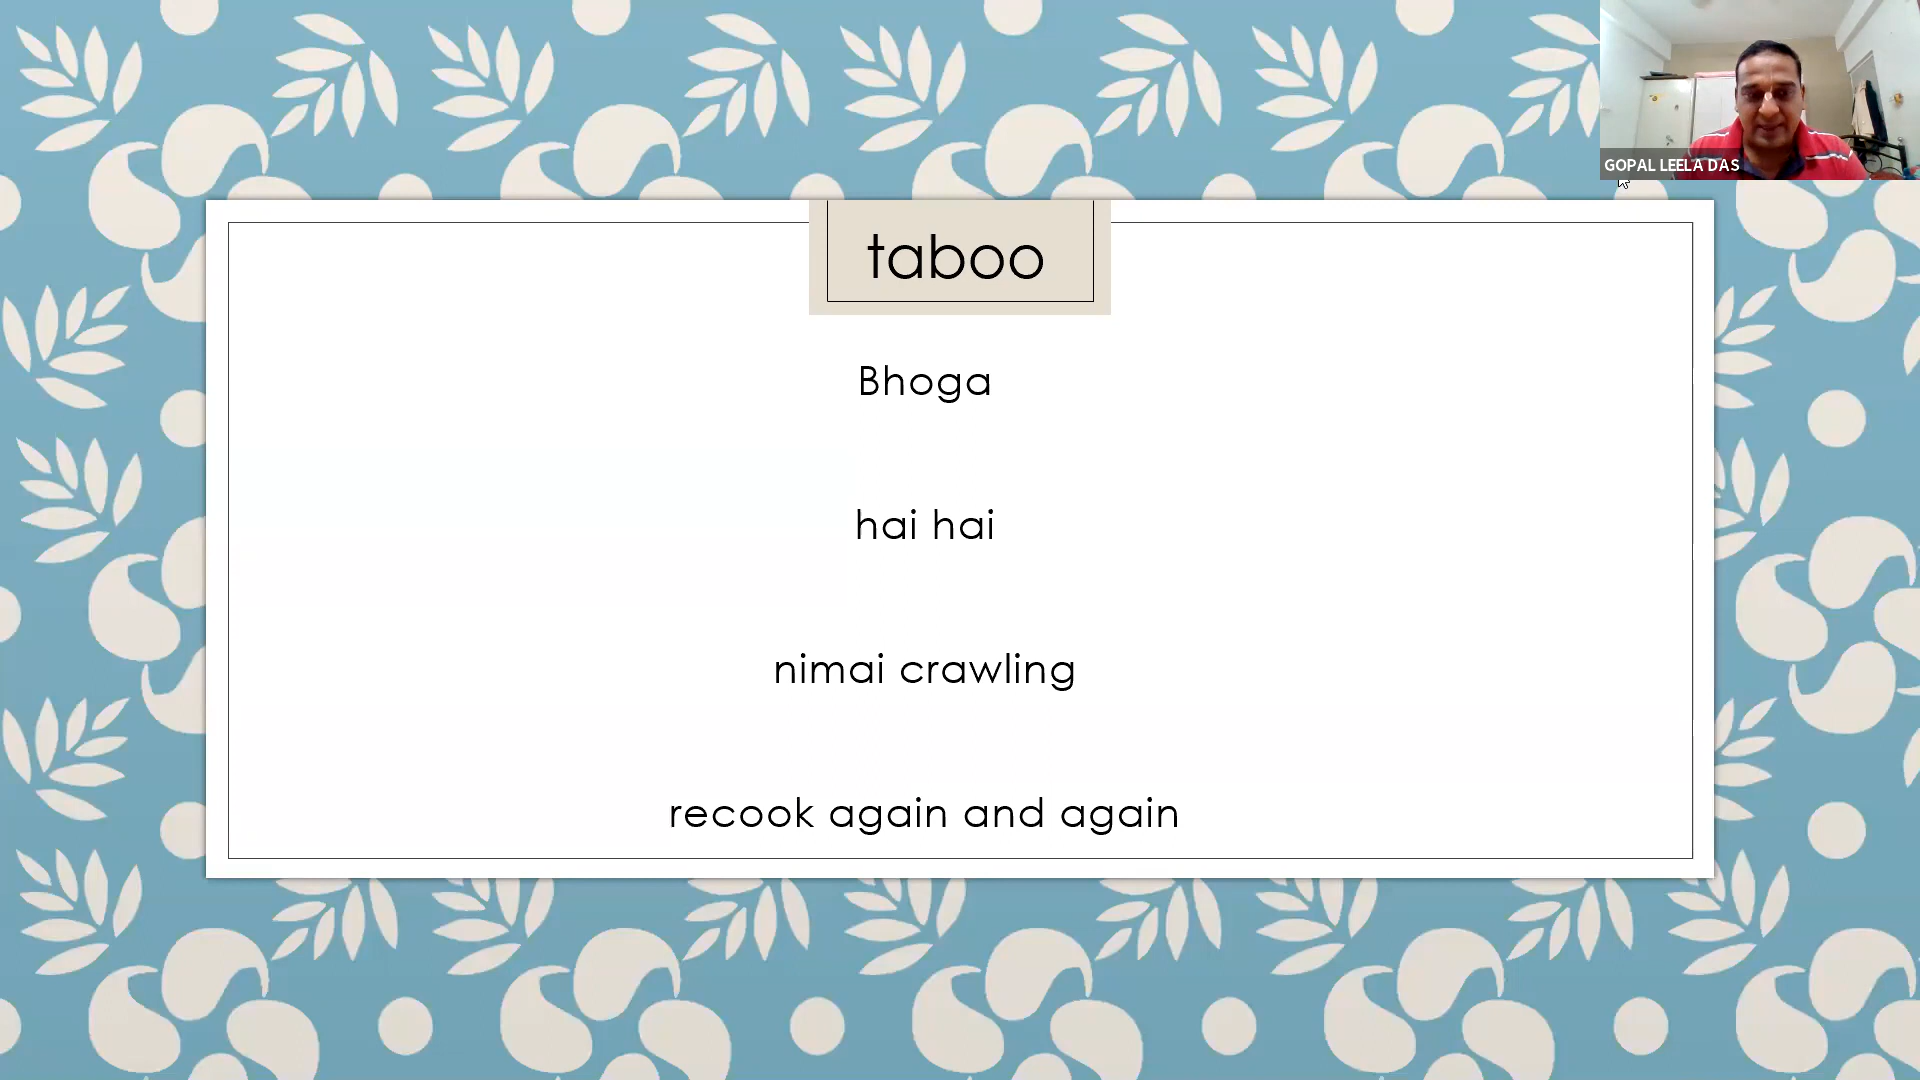 GOPAL LEELA DAS
taboo
Bhoga
hai hai
nimai crawling
recook again and again